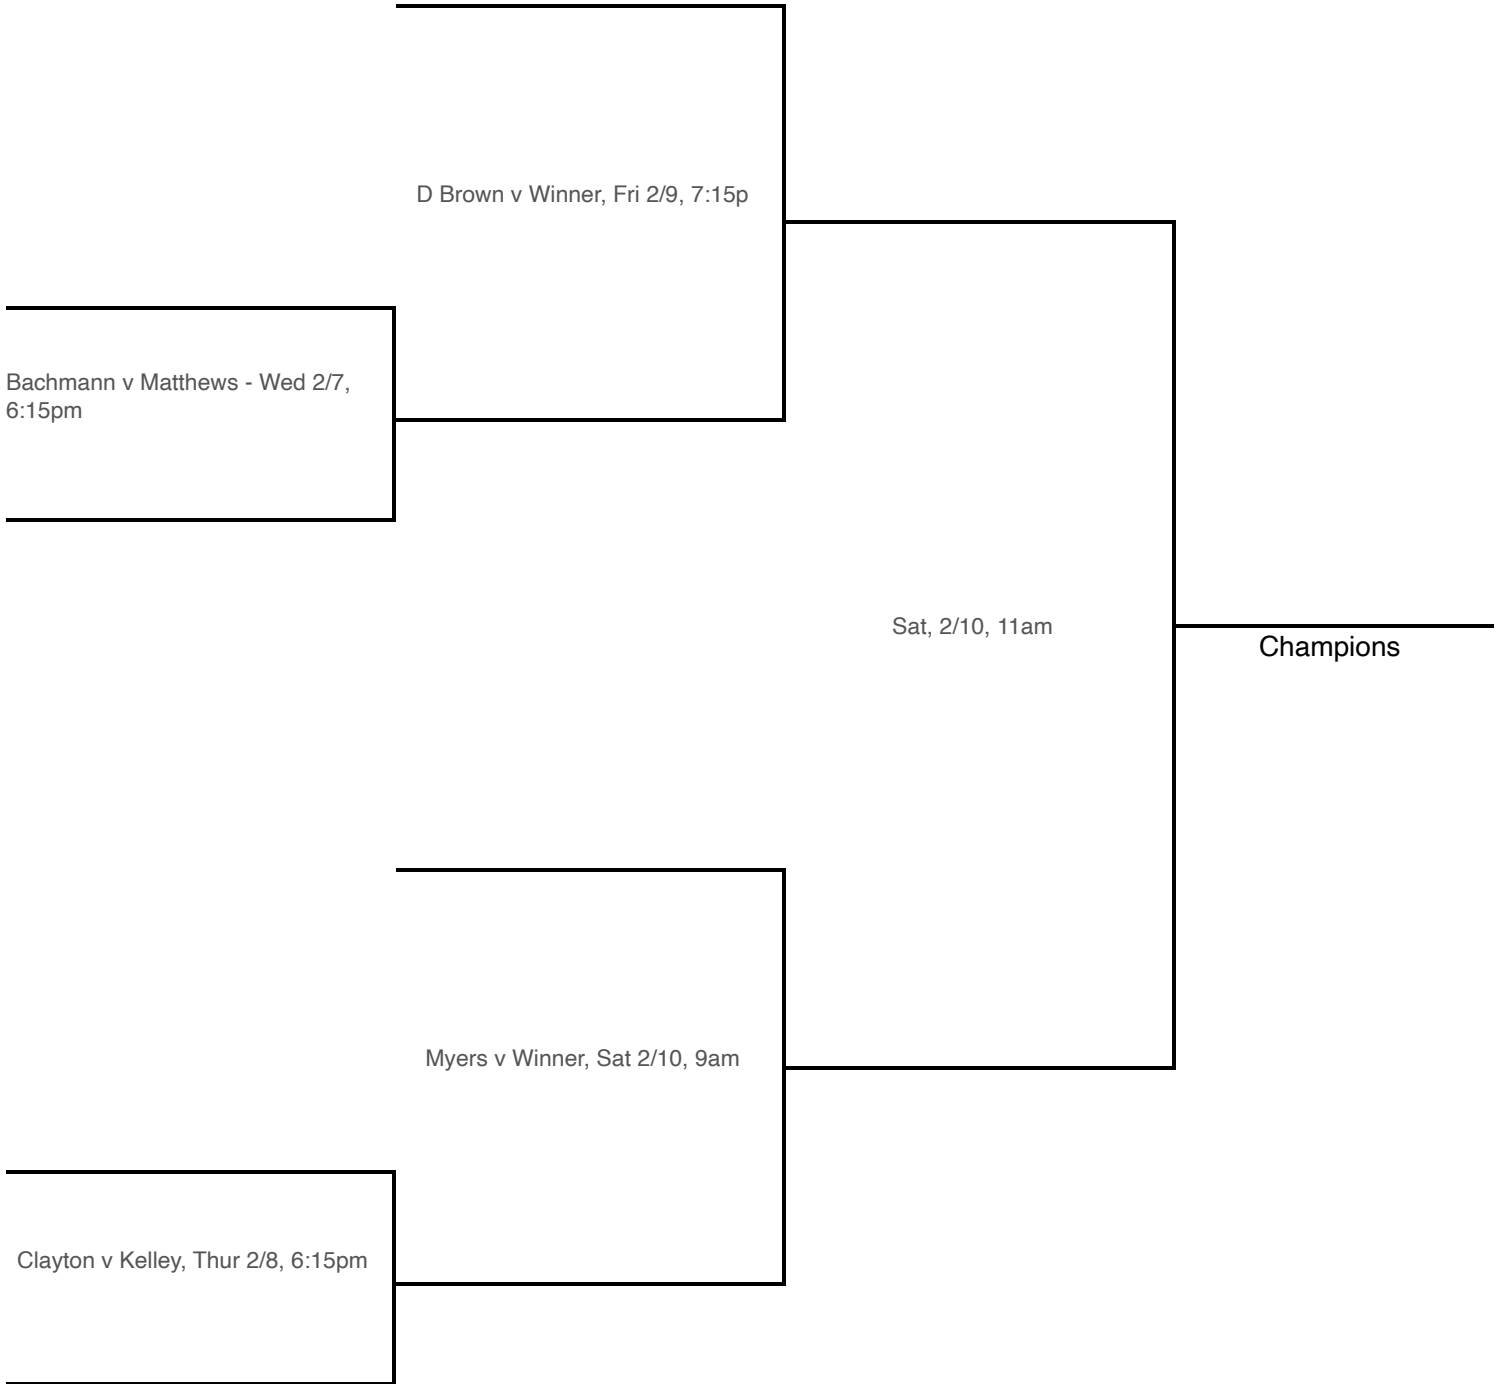 D Brown v Winner, Fri 2/9, 7:15p
Bachmann v Matthews - Wed 2/7,
6:15pm
Sat, 2/10, 11am
Champions
Myers v Winner, Sat 2/10, 9am
Clayton v Kelley, Thur 2/8, 6:15pm